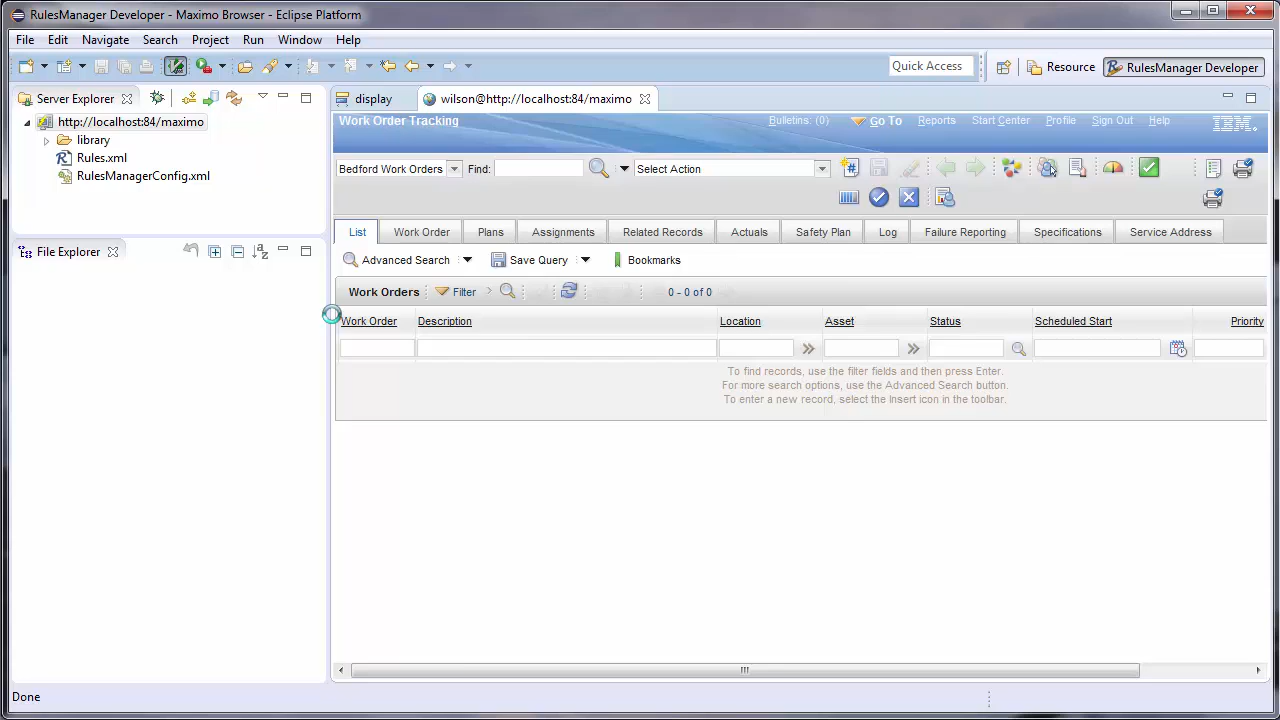 RulesManager Developer - Maximo Browser - Eclipse Platform
File Edit Navigate Search Project Run Window Help
Quick Access Resource RulesManager Developer
Server Explorer
http://localhost:84/maximo
library
Rules.xml
RulesManagerConfig.xml
File Explorer
display wilson@http://localhost:84/maximo
Work Order Tracking Bulletins: (0) Go To Reports Start Center Profile Sign Out Help IBM.
Bedford Work Orders Find: Select Action
List Work Order Plans Assignments Related Records Actuals Safety Plan Log Failure Reporting Specifications Service Address
Advanced Search Save Query Bookmarks
Work Orders Filter 0 - 0 of 0
Work Order Description Location Asset Status Scheduled Start Priority
To find records, use the filter fields and then press Enter.
For more search options, use the Advanced Search button.
To enter a new record, select the Insert icon in the toolbar.
Done